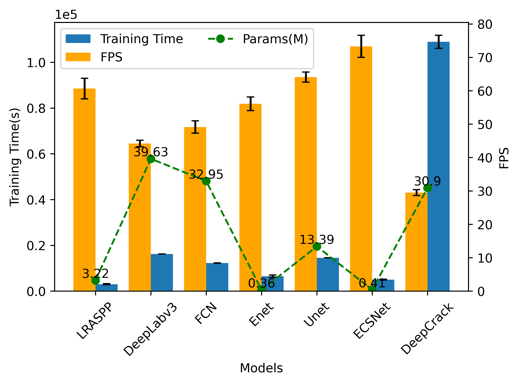 1e5
Training Time
FPS
Params(M)
Training Time(s)
1.0
0.8
0.6
0.4
0.2
0.0
80
70
60
50
40
30
20
10
0
FPS
3.22
39.63
32.95
0.36
13.39
0.41
30.9
LRASPP
DeepLabv3
FCN
Enet
Unet
ECSNet
DeepCrack
Models